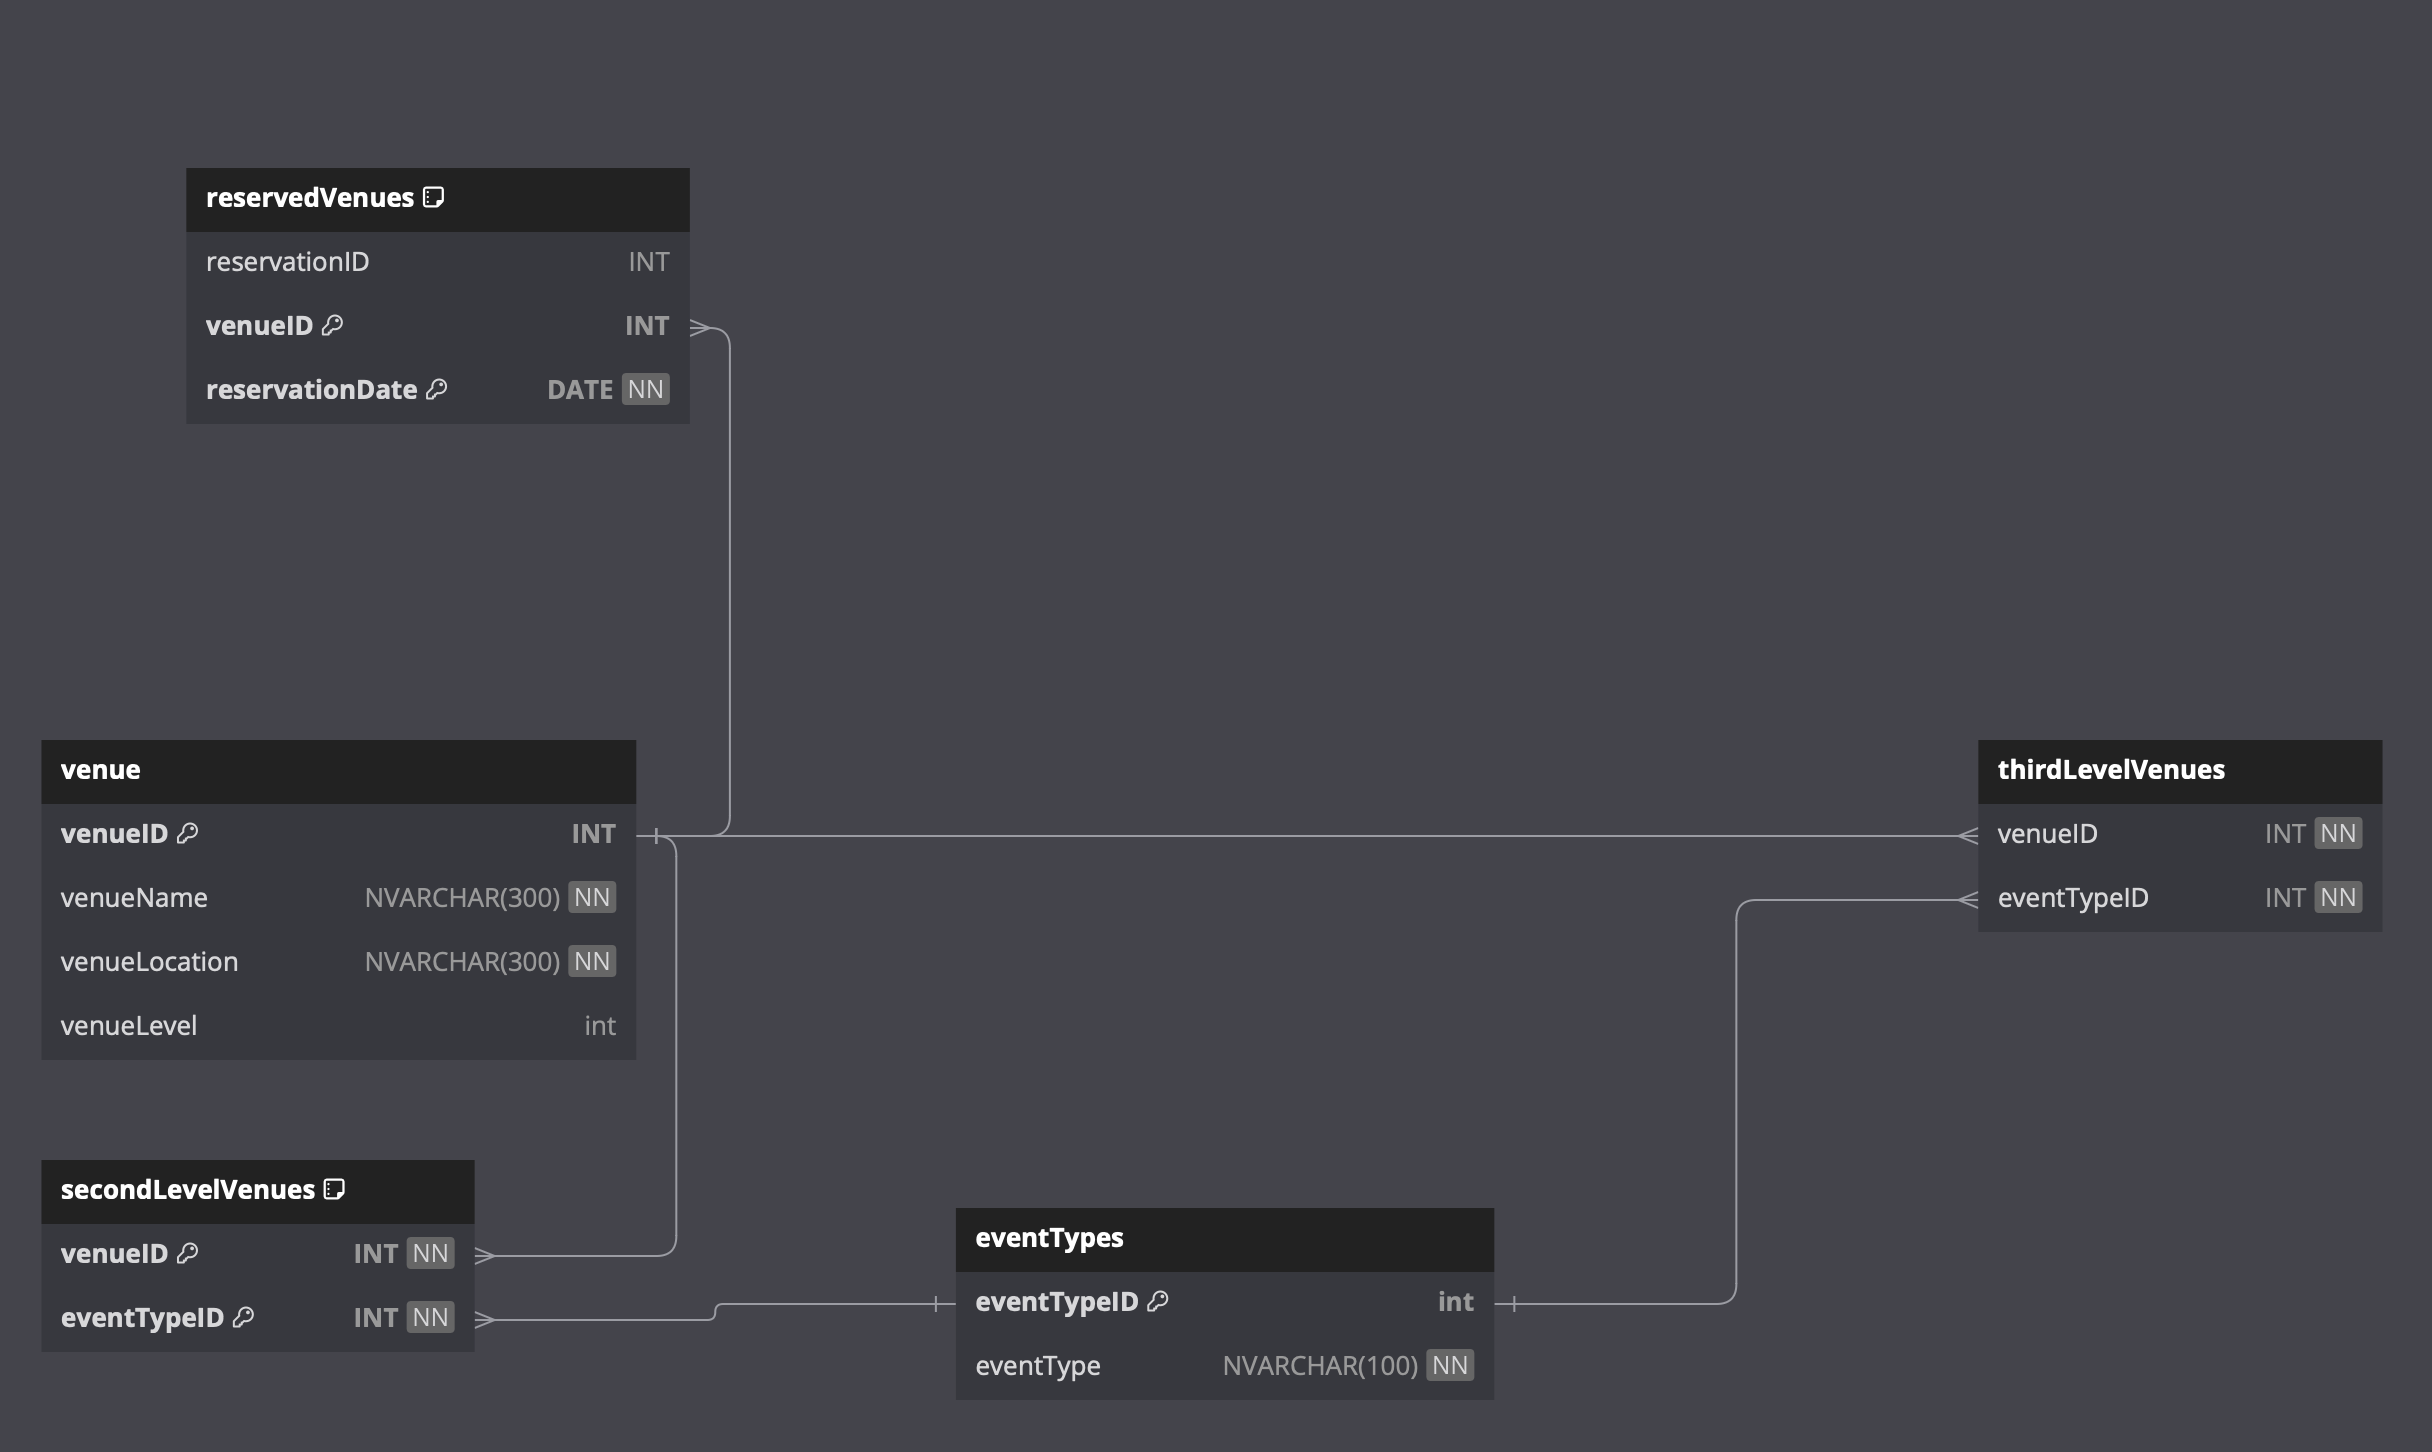 reservedVenues
reservationID INT
venueID INT
reservationDate DATE NN
venue
venueID INT
venueName NVARCHAR(300) NN
venueLocation NVARCHAR(300) NN
venueLevel int
thirdLevelVenues
venueID INT NN
eventTypeID INT NN
secondLevelVenues
venueID INT NN
eventTypeID INT NN
eventTypes
eventTypeID int
eventType NVARCHAR(100) NN